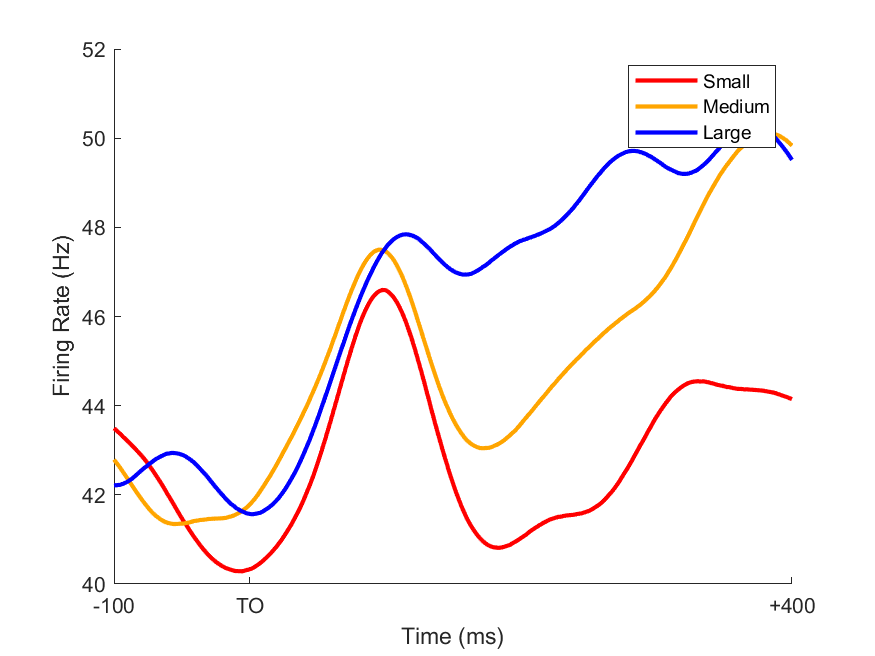 52
50
48
46
44
42
40
Firing Rate (Hz)
Small
Medium
Large
-100
TO
+400
Time (ms)